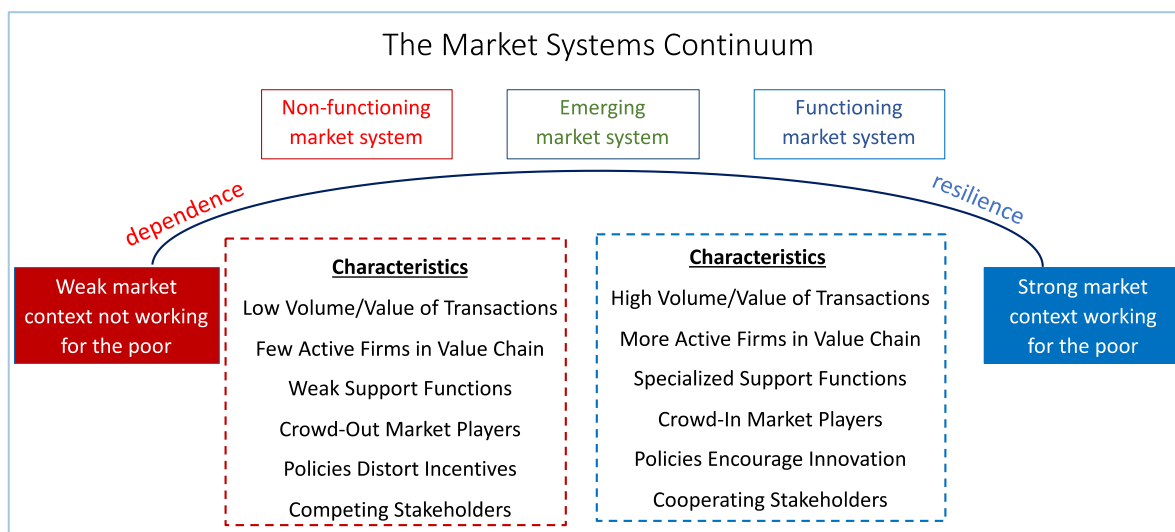 The Market Systems Continuum
Non-functioning
market system
Emerging
market system
Functioning
market system
dependence
resilience
Weak market
context not working
for the poor
Characteristics
Low Volume/Value of Transactions
Few Active Firms in Value Chain
Weak Support Functions
Crowd-Out Market Players
Policies Distort Incentives
Competing Stakeholders
Characteristics
High Volume/Value of Transactions
More Active Firms in Value Chain
Specialized Support Functions
Crowd-In Market Players
Policies Encourage Innovation
Cooperating Stakeholders
Strong market
context working
for the poor